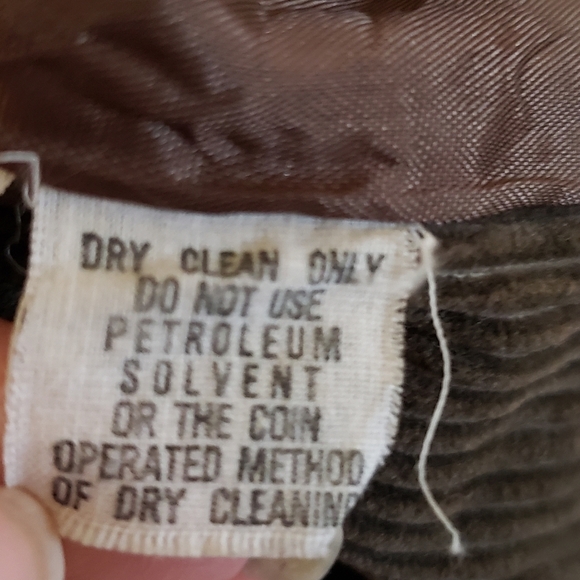 DRY CLEAN ONLY
DO NOT USE
PETROLEUM
SOLVENT
OR THE COIN
OPERATED METHOD
OF DRY CLEANING